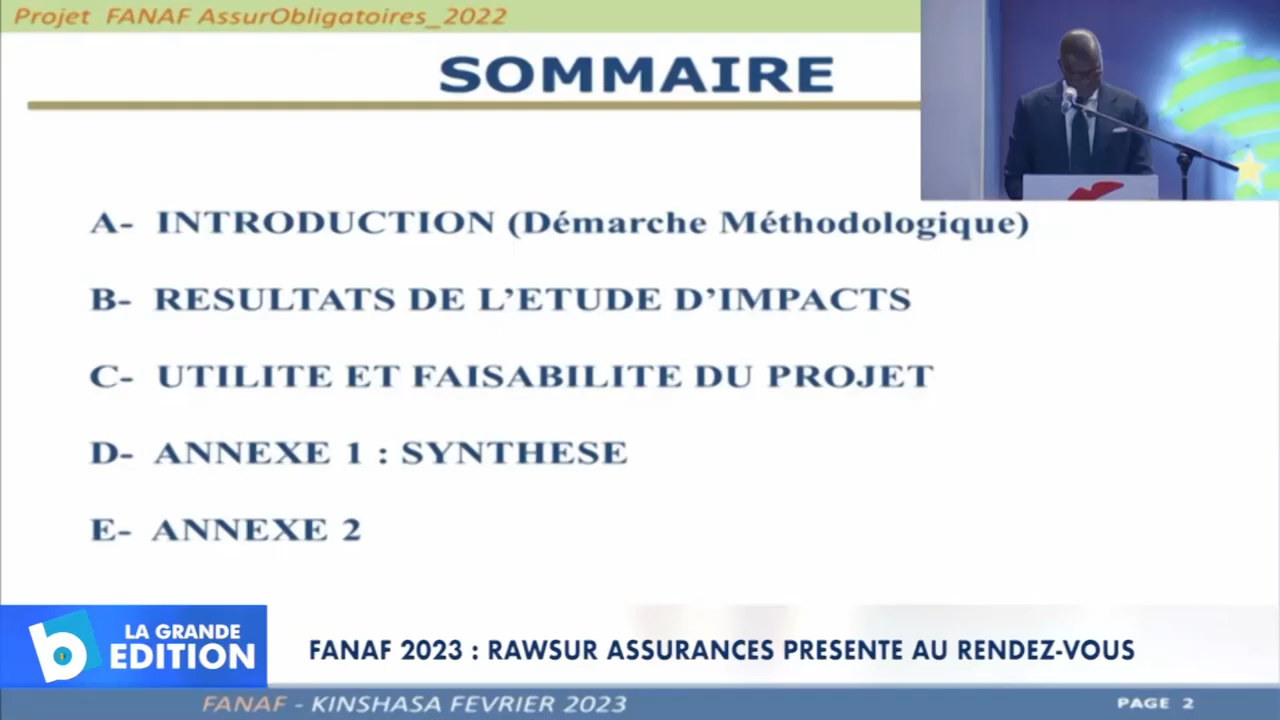 Projet FANAF AssurObligatoires_2022
SOMMAIRE
A- INTRODUCTION (Démarche Méthodologique)
B- RESULTATS DE L'ETUDE D'IMPACTS
C- UTILITE ET FAISABILITE DU PROJET
D- ANNEXE 1 : SYNTHESE
E- ANNEXE 2
b LA GRANDE
EDITION
FANAF 2023 : RAWSUR ASSURANCES PRESENTE AU RENDEZ-VOUS
FANAF - KINSHASA FEVRIER 2023
PAGE 2